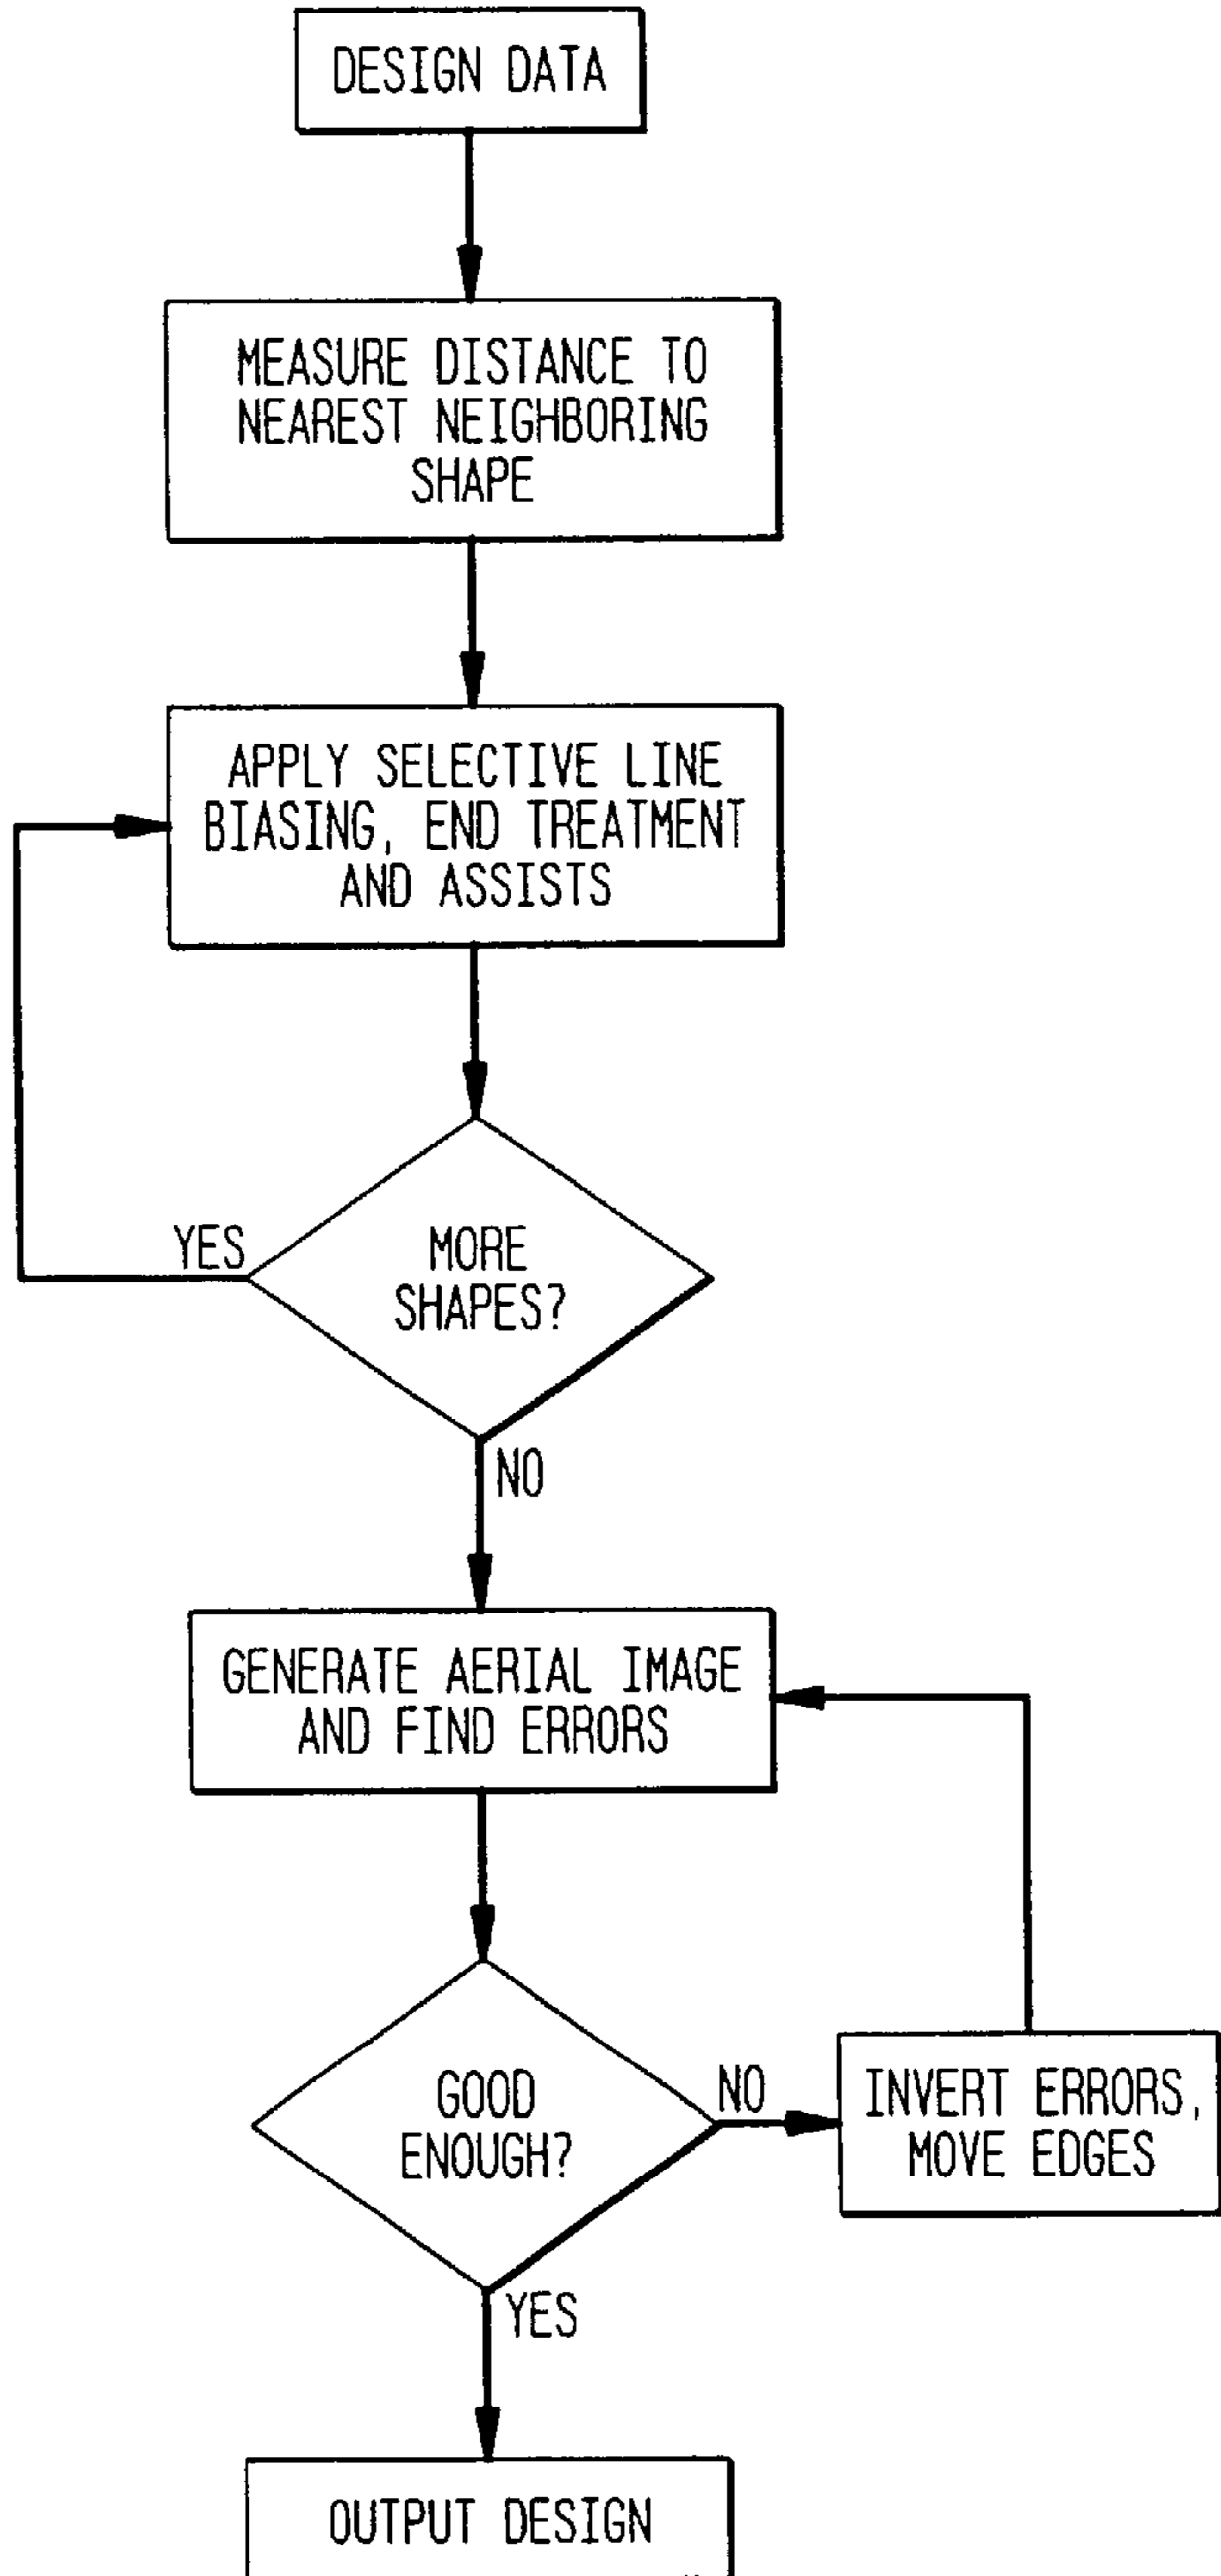 DESIGN DATA
MEASURE DISTANCE TO
NEAREST NEIGHBORING
SHAPE
APPLY SELECTIVE LINE
BIASING, END TREATMENT
AND ASSISTS
YES
MORE
SHAPES?
NO
GENERATE AERIAL IMAGE
AND FIND ERRORS
GOOD
ENOUGH?
NO
INVERT ERRORS,
MOVE EDGES
YES
OUTPUT DESIGN